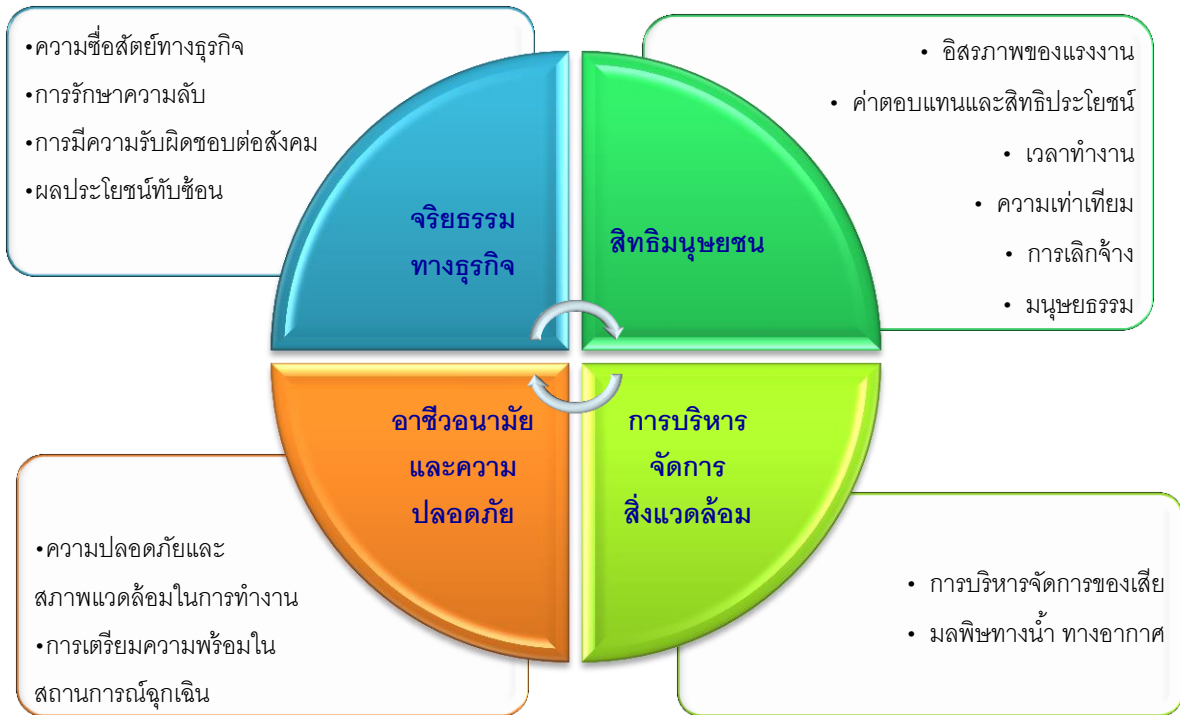 •ความซื่อสัตย์ทางธุรกิจ
•การรักษาความลับ
•การมีความรับผิดชอบต่อสังคม
•ผลประโยชน์ทับซ้อน
จริยธรรม
ทางธุรกิจ
• อิสรภาพของแรงงาน
• ค่าตอบแทนและสิทธิประโยชน์
• เวลาทำงาน
• ความเท่าเทียม
• การเลิกจ้าง
• มนุษยธรรม
สิทธิมนุษยชน
อาชีวอนามัย
และความ
ปลอดภัย
•ความปลอดภัยและ
สภาพแวดล้อมในการทำงาน
•การเตรียมความพร้อมใน
สถานการณ์ฉุกเฉิน
การบริหาร
จัดการ
สิ่งแวดล้อม
• การบริหารจัดการของเสีย
• มลพิษทางน้ำ ทางอากาศ